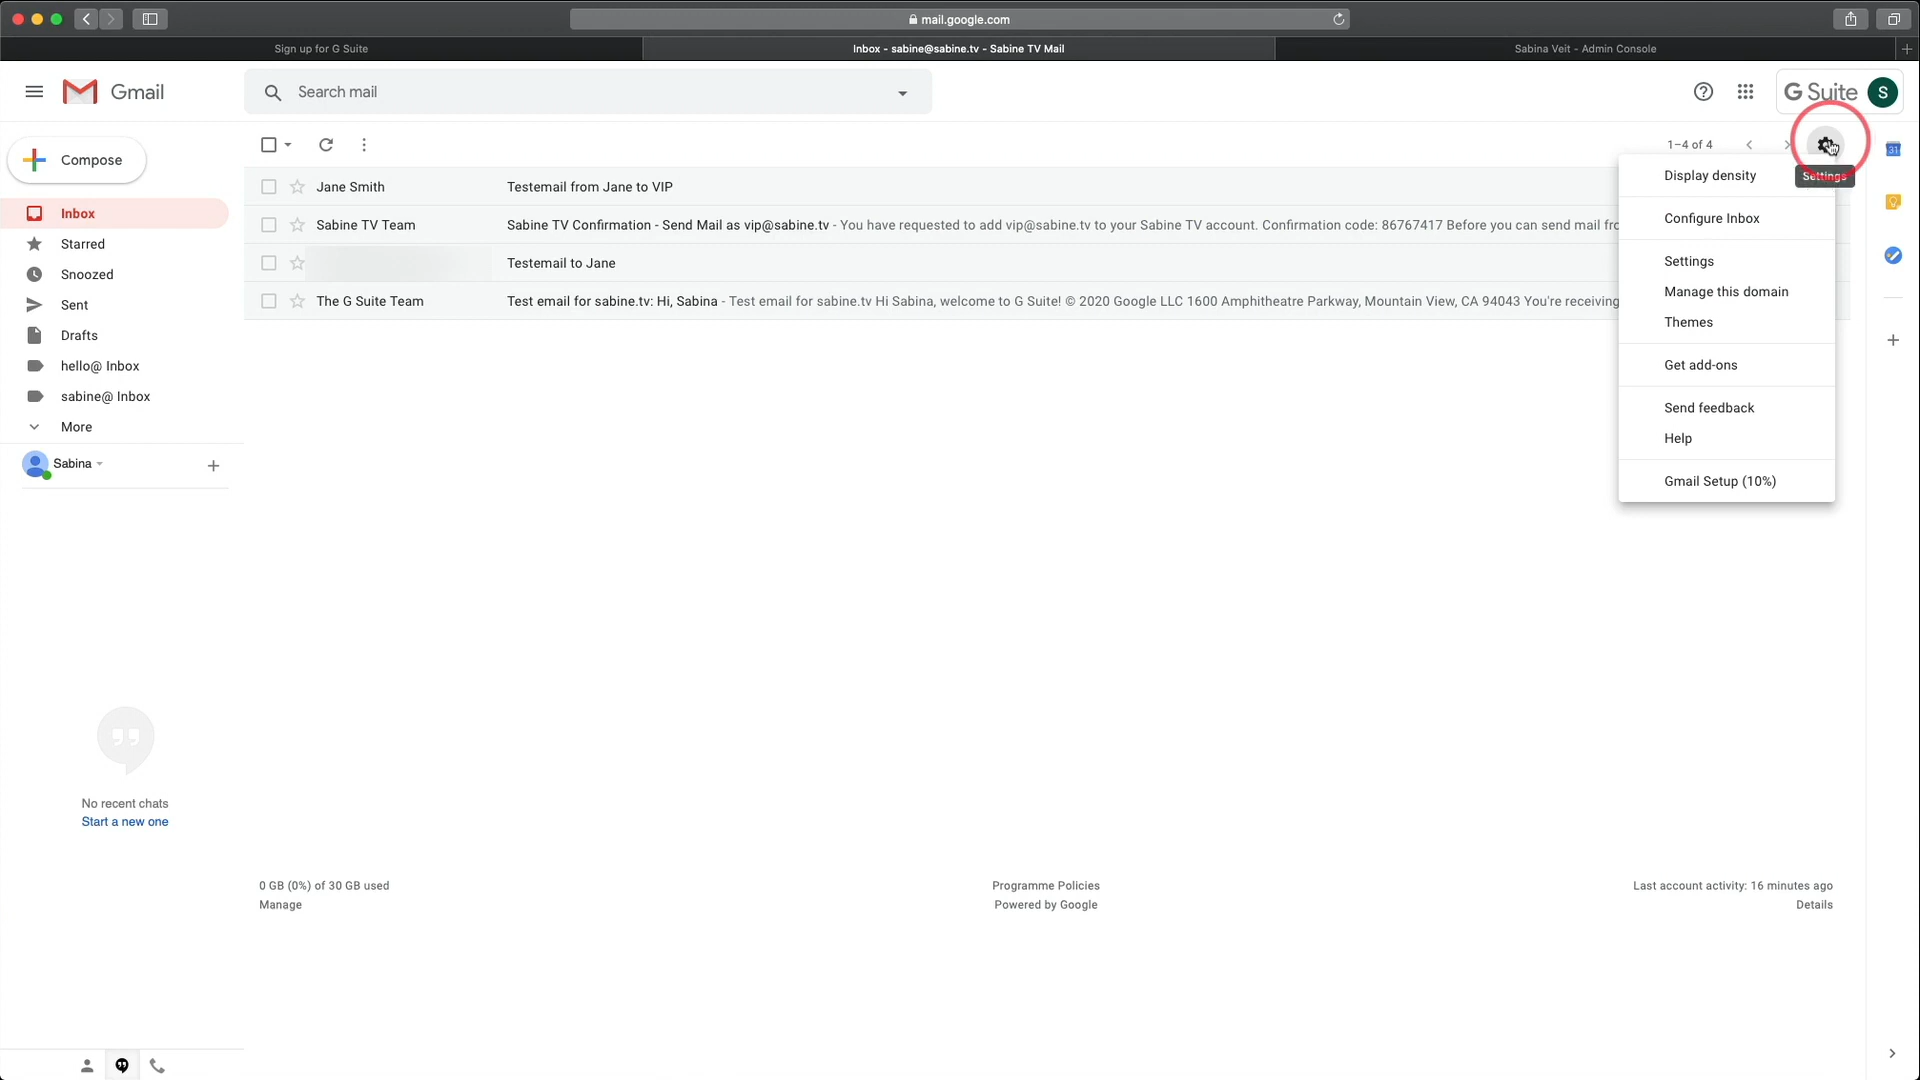 mail.google.com
Sign up for G Suite
Inbox - sabine@sabine.tv - Sabine TV Mail
Sabina Veit - Admin Console
Gmail
Search mail
G Suite
S
Compose
1–4 of 4
Settings
31
Inbox
Starred
Snoozed
Sent
Drafts
hello@ Inbox
sabine@ Inbox
More
Sabina
Jane Smith Testemail from Jane to VIP
Sabine TV Team Sabine TV Confirmation - Send Mail as vip@sabine.tv - You have requested to add vip@sabine.tv to your Sabine TV account. Confirmation code: 86767417 Before you can send mail fro
Testemail to Jane
The G Suite Team Test email for sabine.tv: Hi, Sabina - Test email for sabine.tv Hi Sabina, welcome to G Suite! © 2020 Google LLC 1600 Amphitheatre Parkway, Mountain View, CA 94043 You're receiving
Display density
Configure Inbox
Settings
Manage this domain
Themes
Get add-ons
Send feedback
Help
Gmail Setup (10%)
No recent chats
Start a new one
0 GB (0%) of 30 GB used
Manage
Programme Policies
Powered by Google
Last account activity: 16 minutes ago
Details